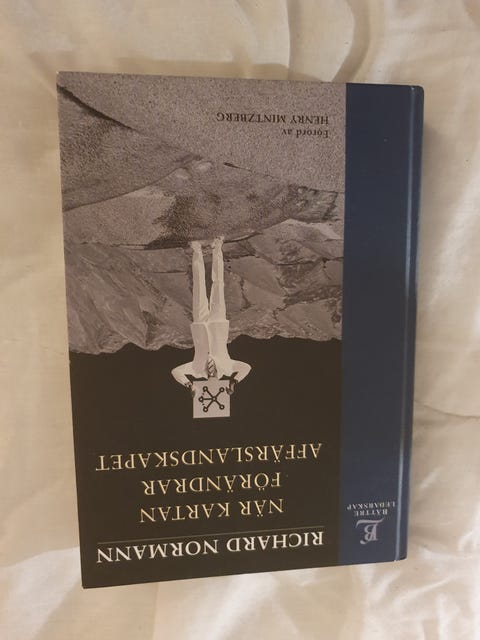 RICHARD NORMANN
NÄR KARTAN
FÖRÄNDRAR
AFFÄRSLANDSKAPET
Förord av
HENRY MINTZBERG
BÄTTRE
LEDARSKAP